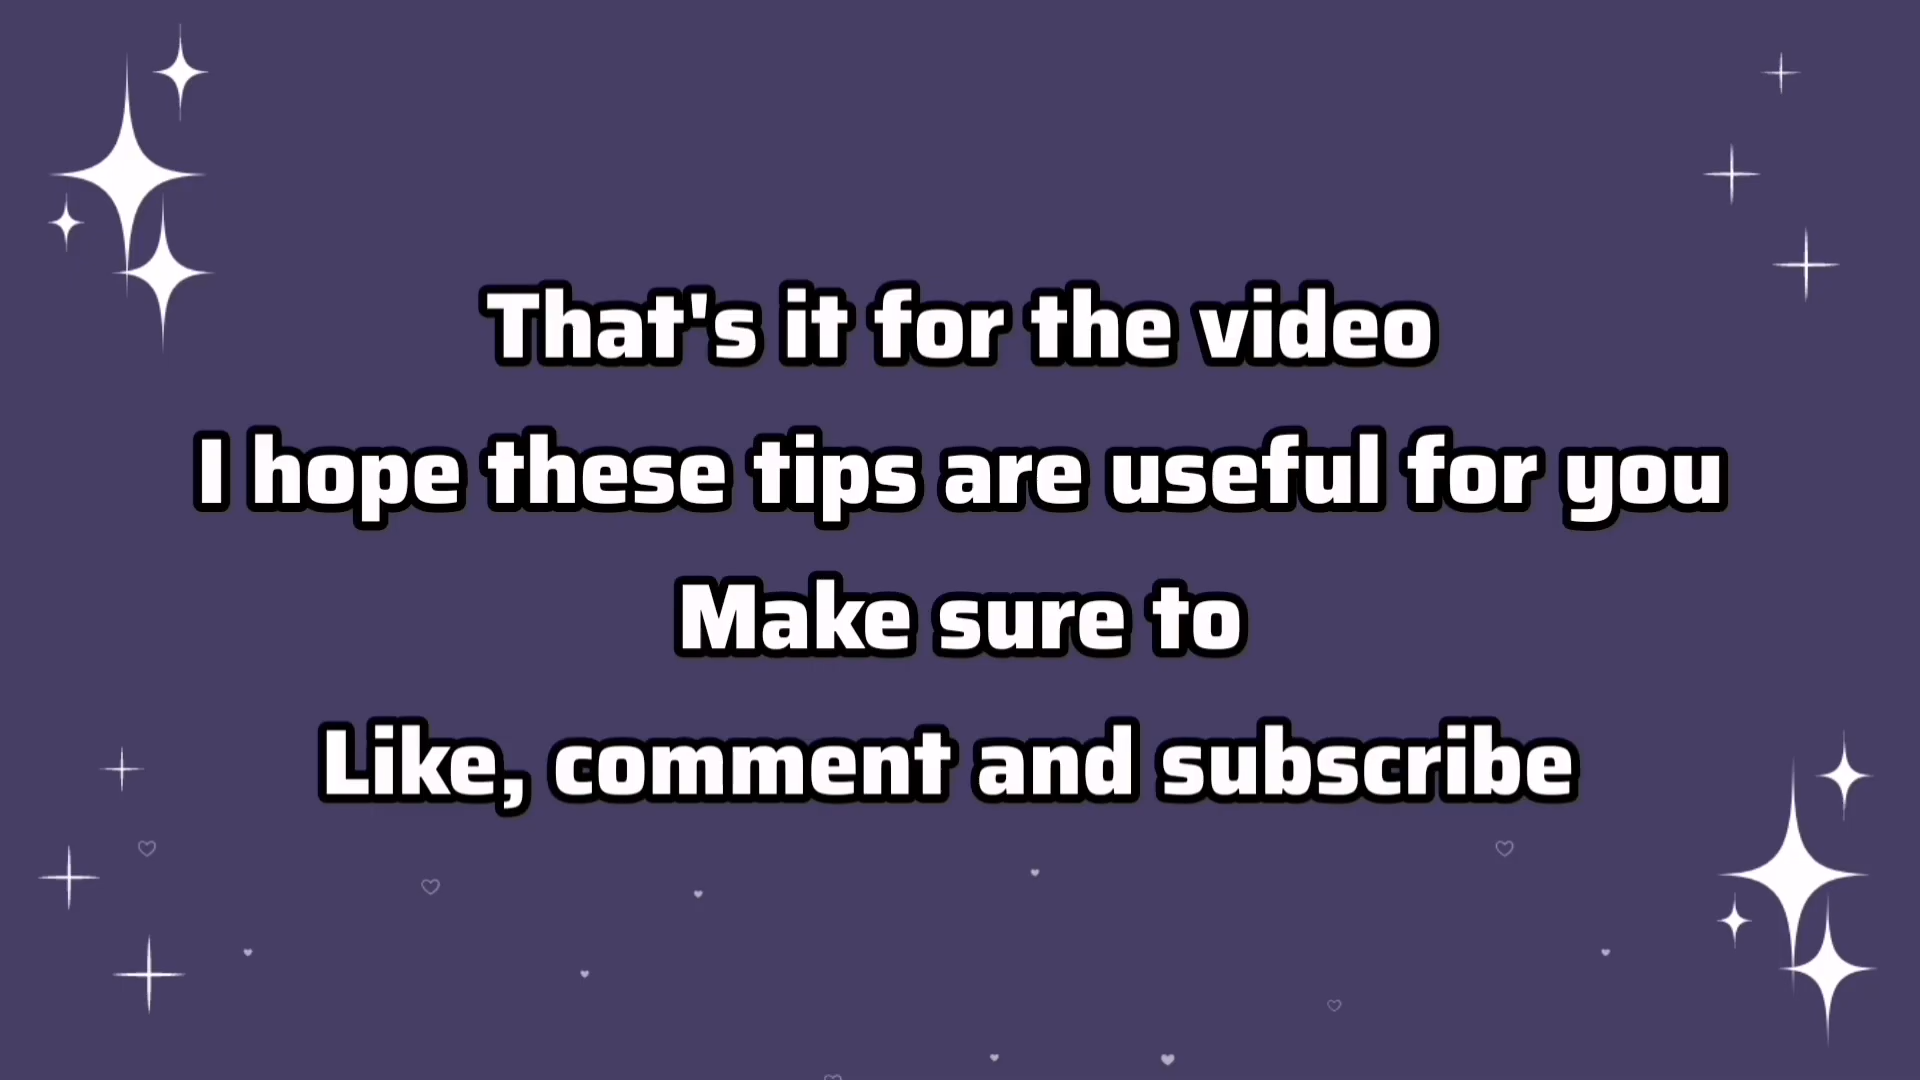 That's it for the video
I hope these tips are useful for you
Make sure to
Like, comment and subscribe